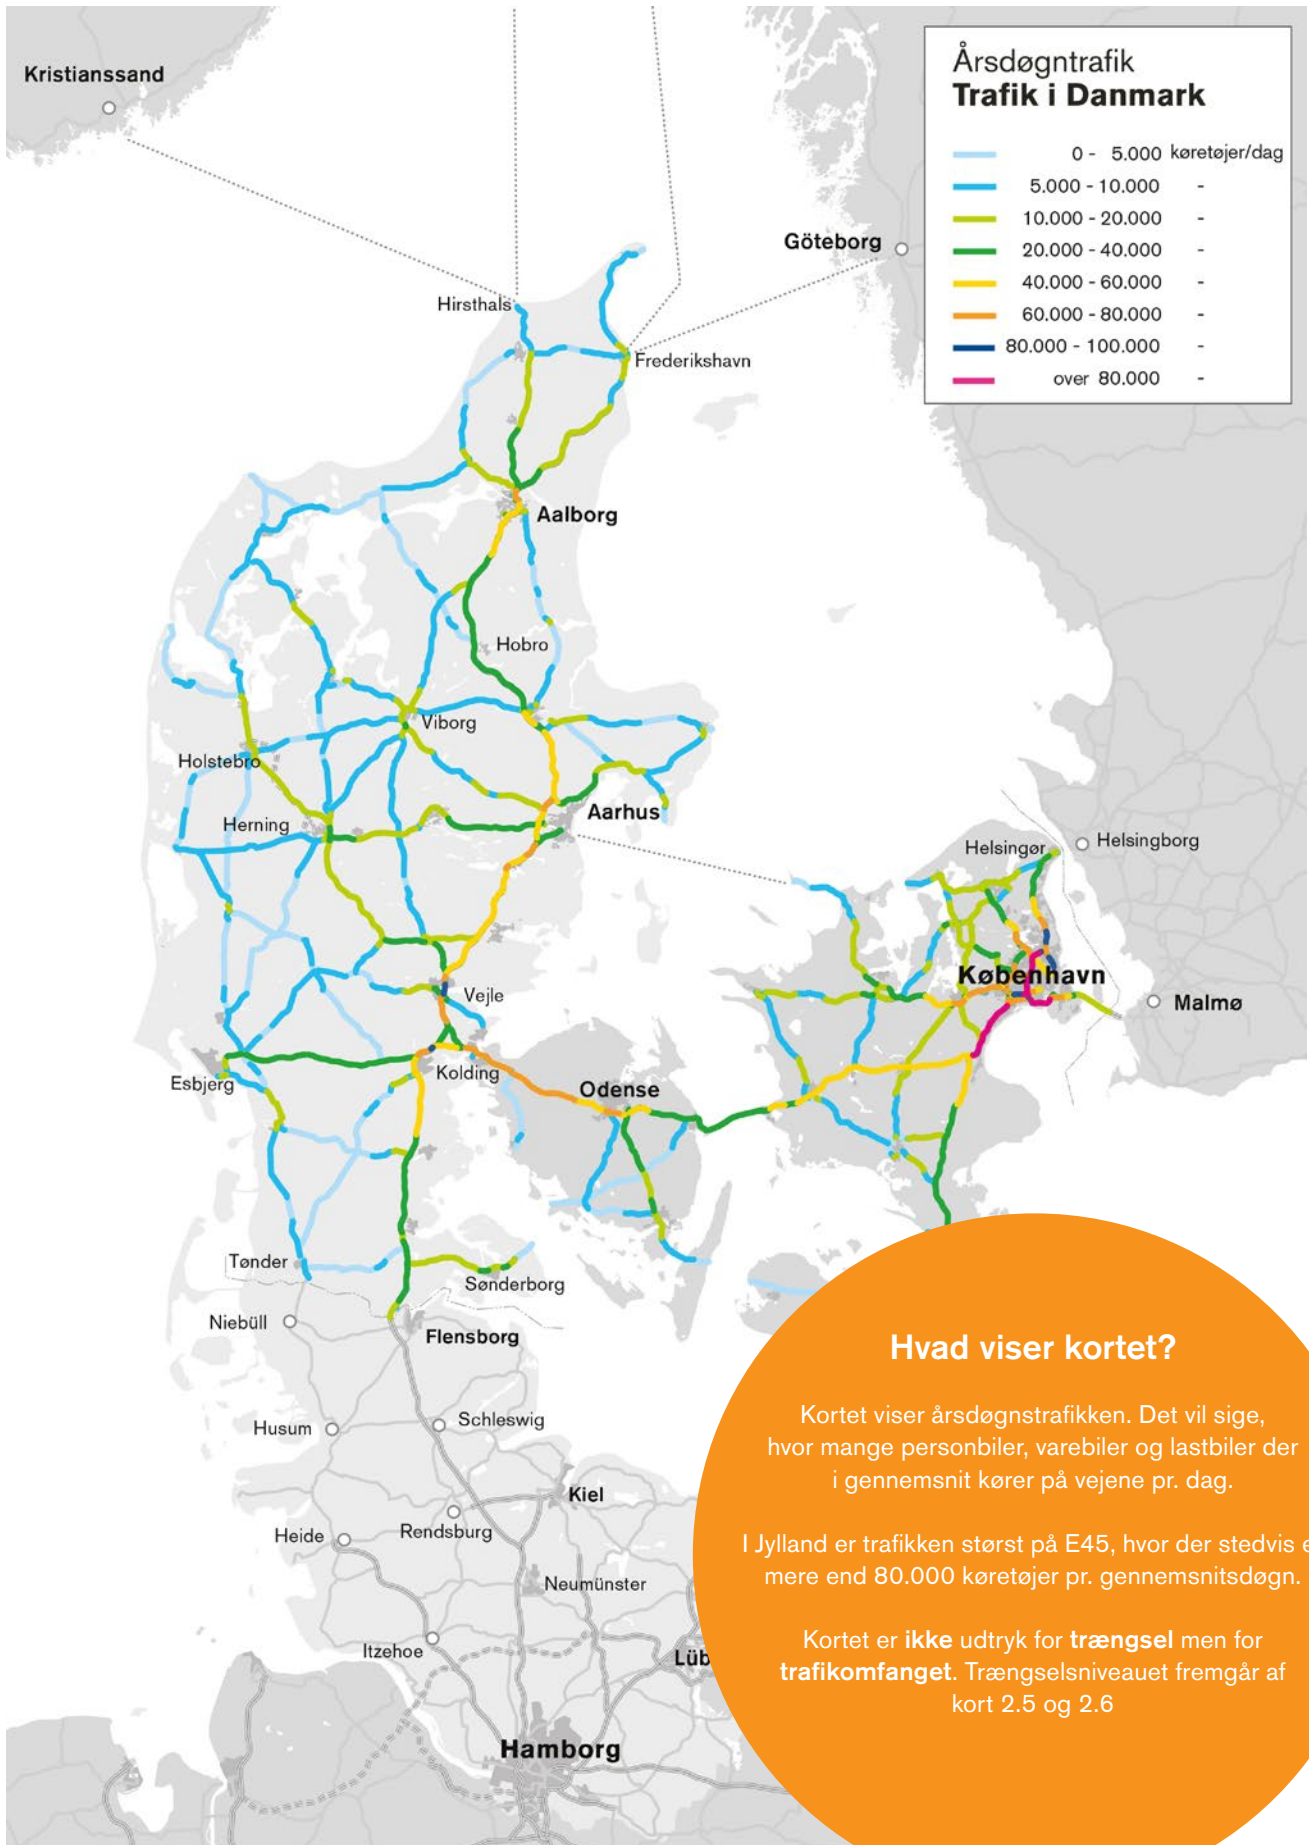 Kristianssand
Årsdøgntrafik
Trafik i Danmark
0 - 5.000 køretøjer/dag
5.000 - 10.000 -
10.000 - 20.000 -
20.000 - 40.000 -
40.000 - 60.000 -
60.000 - 80.000 -
80.000 - 100.000 -
over 80.000 -
Göteborg
Hirsthals
Frederikshavn
Aalborg
Hobro
Viborg
Holstebro
Aarhus
Herning
Helsingør
Helsingborg
København
Vejle
Malmø
Kolding
Esbjerg
Odense
Tønder
Sønderborg
Niebüll
Flensborg
Hvad viser kortet?
Kortet viser årsdøgnstrafikken. Det vil sige,
hvor mange personbiler, varebiler og lastbiler der
i gennemsnit kører på vejene pr. dag.
I Jylland er trafikken størst på E45, hvor der stedvis e
mere end 80.000 køretøjer pr. gennemsnitsdøgn.
Kortet er ikke udtryk for trængsel men for
trafikomfanget. Trængselsniveauet fremgår af
kort 2.5 og 2.6
Husum
Schleswig
Kiel
Heide
Rendsburg
Neumünster
Itzehoe
Lüb
Hamborg